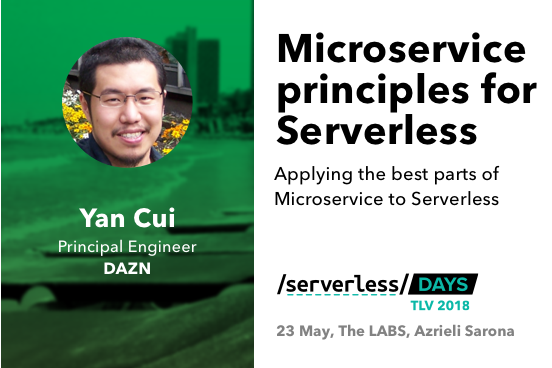 Microservice
principles for
Serverless
Applying the best parts of
Microservice to Serverless
Yan Cui
Principal Engineer
DAZN
/serverless/DAYS
TLV 2018
23 May, The LABS, Azrieli Sarona